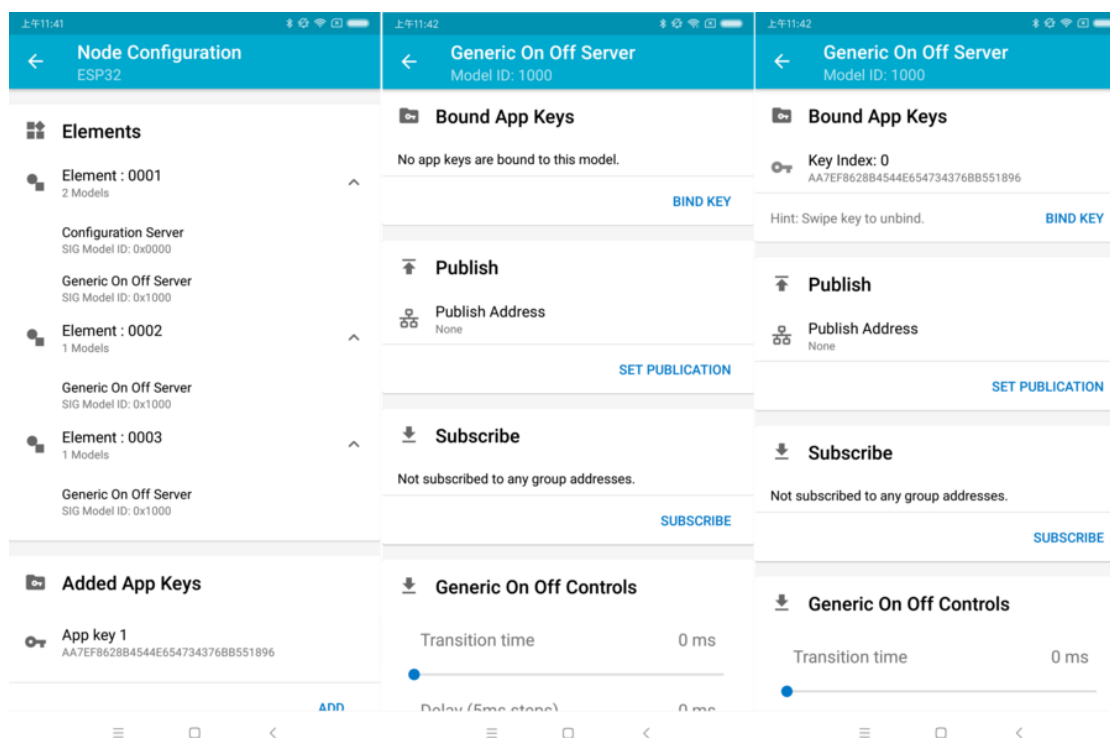 上午11:41
Node Configuration
ESP32
Elements
Element : 0001
2 Models
Configuration Server
SIG Model ID: 0x0000
Generic On Off Server
SIG Model ID: 0x1000
Element : 0002
1 Models
Generic On Off Server
SIG Model ID: 0x1000
Element : 0003
1 Models
Generic On Off Server
SIG Model ID: 0x1000
Added App Keys
App key 1
AA7EF8628B4544E654734376BB551896
ADD
上午11:42
Generic On Off Server
Model ID: 1000
Bound App Keys
No app keys are bound to this model.
BIND KEY
Publish
Publish Address
None
SET PUBLICATION
Subscribe
Not subscribed to any group addresses.
SUBSCRIBE
Generic On Off Controls
Transition time 0 ms
Delay (5ms steps) 0 ms
上午11:42
Generic On Off Server
Model ID: 1000
Bound App Keys
Key Index: 0
AA7EF8628B4544E654734376BB551896
Hint: Swipe key to unbind. BIND KEY
Publish
Publish Address
None
SET PUBLICATION
Subscribe
Not subscribed to any group addresses.
SUBSCRIBE
Generic On Off Controls
Transition time 0 ms